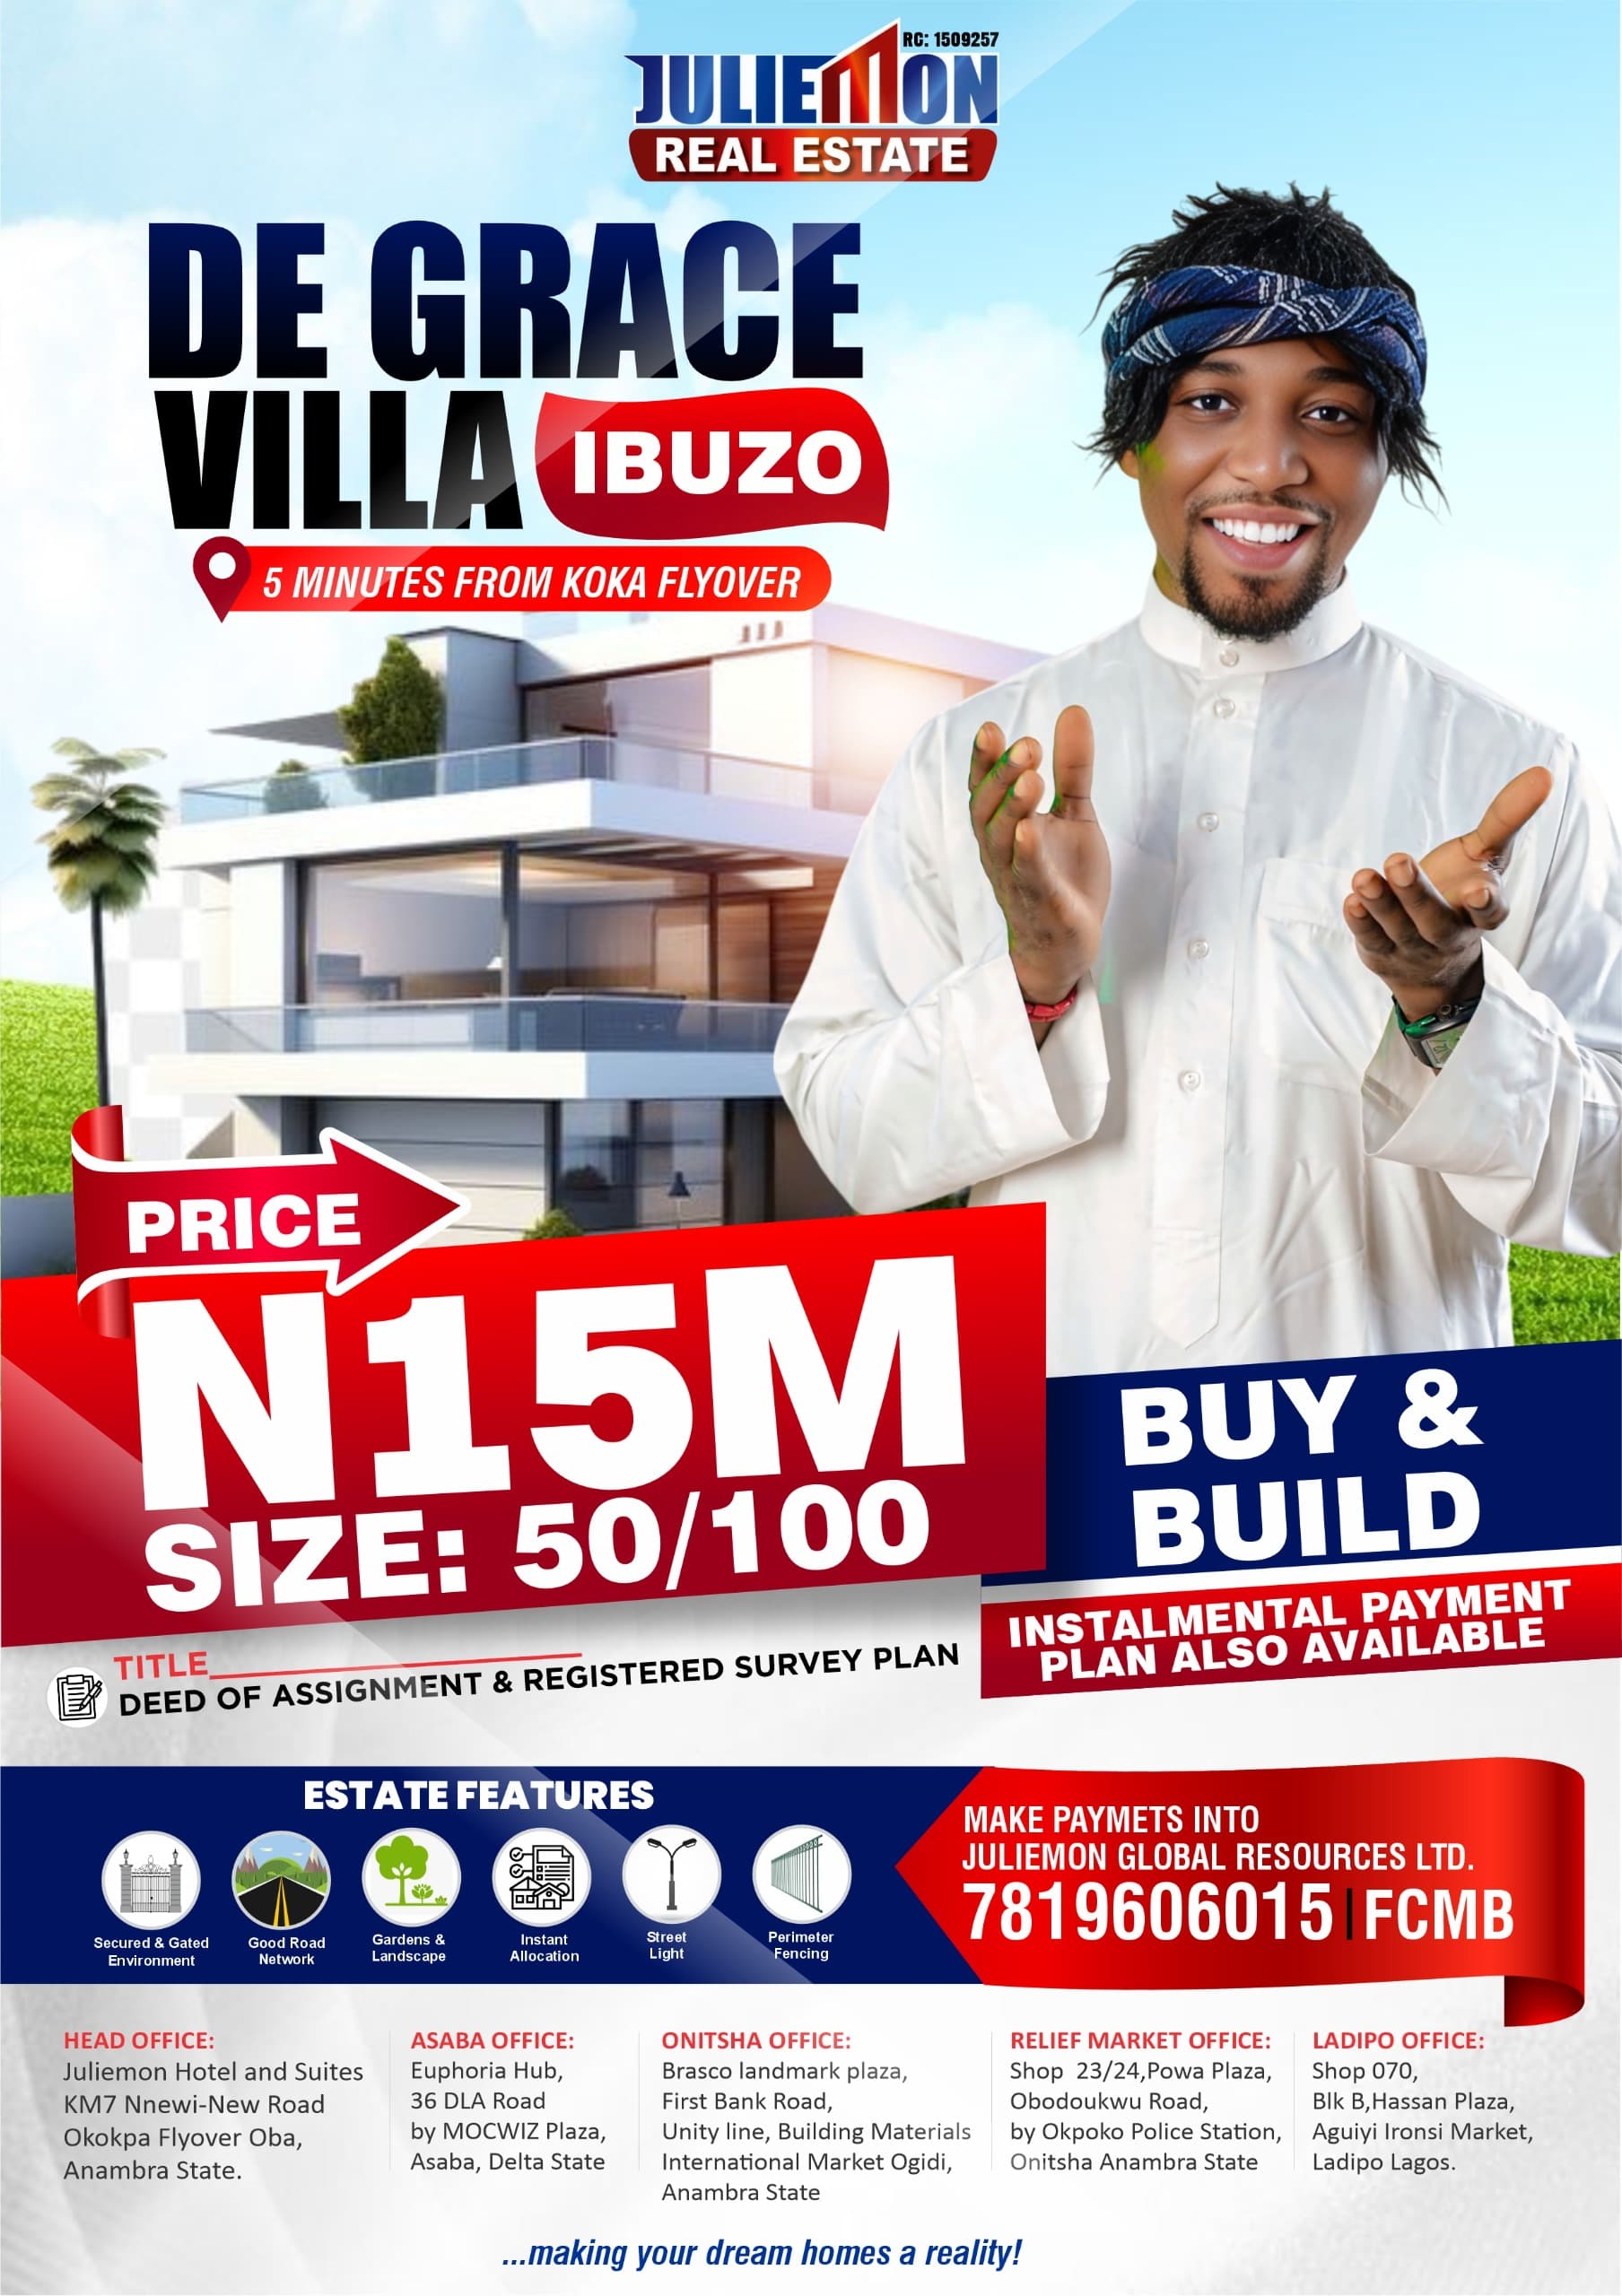 RC: 1509257
JULIEMON
REAL ESTATE
DE GRACE
VILLA IBUZO
5 MINUTES FROM KOKA FLYOVER
PRICE
N15M
SIZE: 50/100
BUY &
BUILD
INSTALMENTAL PAYMENT
PLAN ALSO AVAILABLE
TITLE
DEED OF ASSIGNMENT & REGISTERED SURVEY PLAN
ESTATE FEATURES
Secured & Gated
Environment
Good Road
Network
Gardens &
Landscape
Instant
Allocation
Street
Light
Perimeter
Fencing
MAKE PAYMETS INTO
JULIEMON GLOBAL RESOURCES LTD.
7819606015 | FCMB
HEAD OFFICE:
Juliemon Hotel and Suites
KM7 Nnewi-New Road
Okokpa Flyover Oba,
Anambra State.
ASABA OFFICE:
Euphoria Hub,
36 DLA Road
by MOCWIZ Plaza,
Asaba, Delta State
ONITSHA OFFICE:
Brasco landmark plaza,
First Bank Road,
Unity line, Building Materials
International Market Ogidi,
Anambra State
RELIEF MARKET OFFICE:
Shop 23/24,Powa Plaza,
Obodoukwu Road,
by Okpoko Police Station,
Onitsha Anambra State
LADIPO OFFICE:
Shop 070,
Blk B,Hassan Plaza,
Aguiyi Ironsi Market,
Ladipo Lagos.
...making your dream homes a reality!